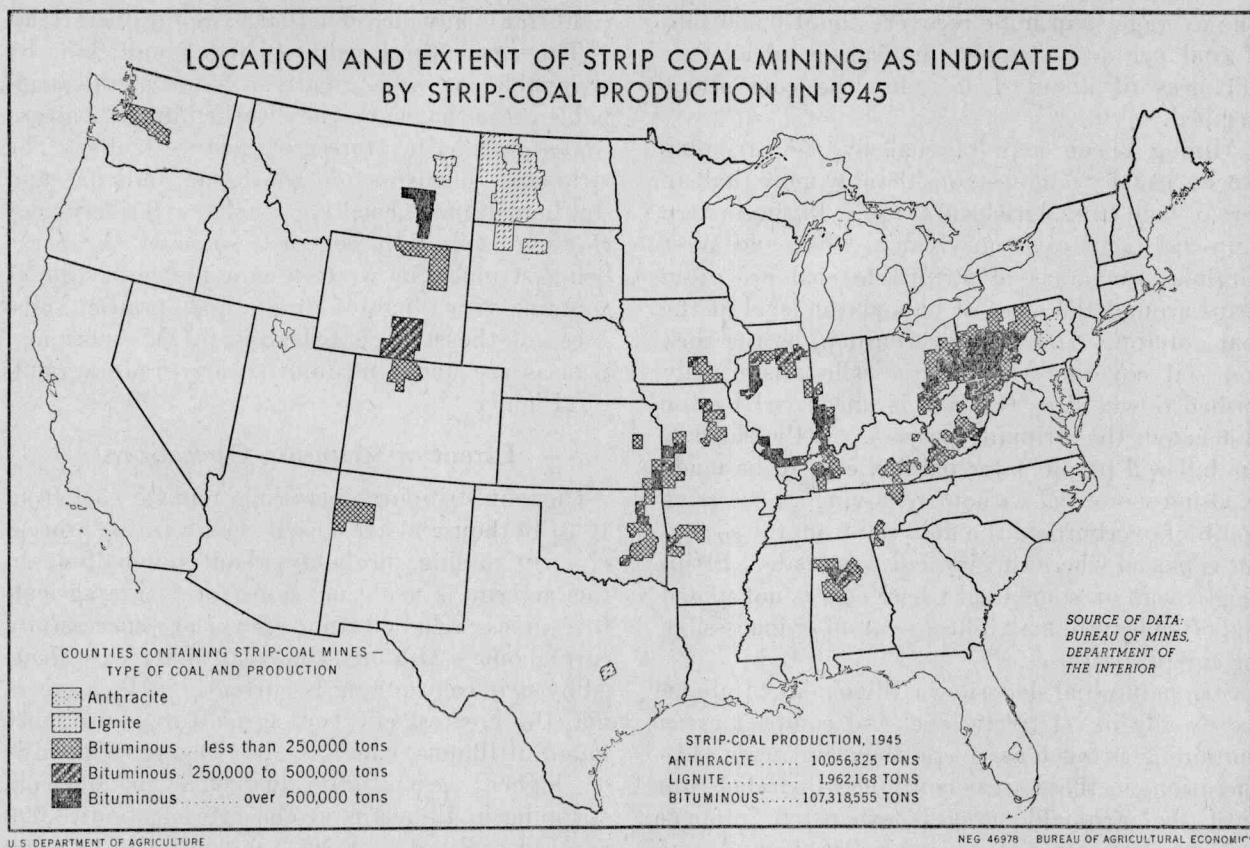 LOCATION AND EXTENT OF STRIP COAL MINING AS INDICATED
BY STRIP-COAL PRODUCTION IN 1945
SOURCE OF DATA:
BUREAU OF MINES,
DEPARTMENT OF
THE INTERIOR
COUNTIES CONTAINING STRIP-COAL MINES—
TYPE OF COAL AND PRODUCTION
Anthracite
Lignite
Bituminous . . less than 250,000 tons
Bituminous . 250,000 to 500,000 tons
Bituminous ........ over 500,000 tons
STRIP-COAL PRODUCTION, 1945
ANTHRACITE ...... 10,056,325 TONS
LIGNITE ............. 1,962,168 TONS
BITUMINOUS ..... 107,318,555 TONS
U. S. DEPARTMENT OF AGRICULTURE
NEG 46978 BUREAU OF AGRICULTURAL ECONOMIC